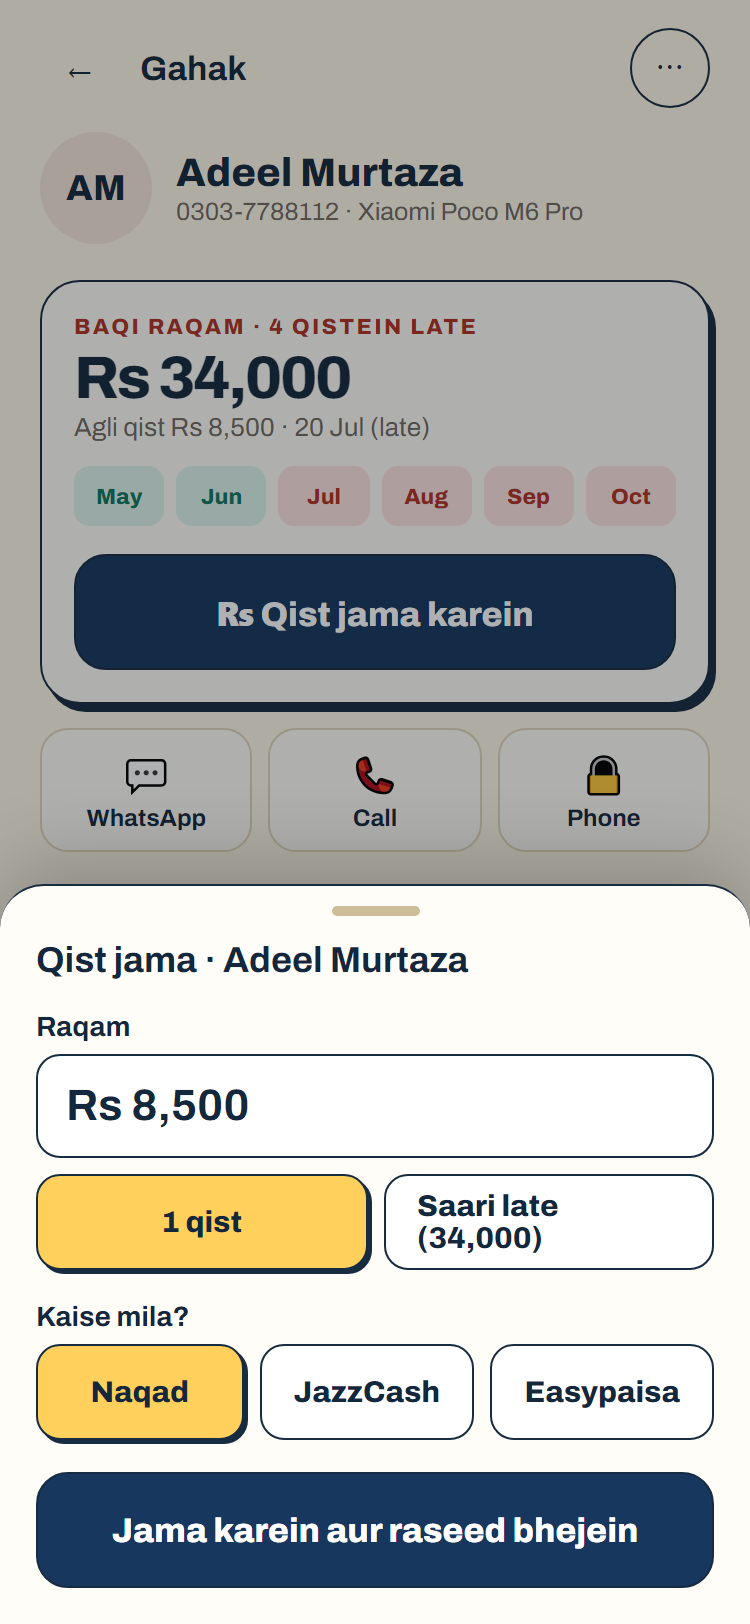 ← Gahak ...
AM
Adeel Murtaza
0303-7788112 · Xiaomi Poco M6 Pro
BAQI RAQAM · 4 QISTEIN LATE
Rs 34,000
Agli qist Rs 8,500 · 20 Jul (late)
May Jun Jul Aug Sep Oct
₨ Qist jama karein
WhatsApp Call Phone
Qist jama · Adeel Murtaza
Raqam
Rs 8,500
1 qist
Saari late
(34,000)
Kaise mila?
Naqad JazzCash Easypaisa
Jama karein aur raseed bhejein